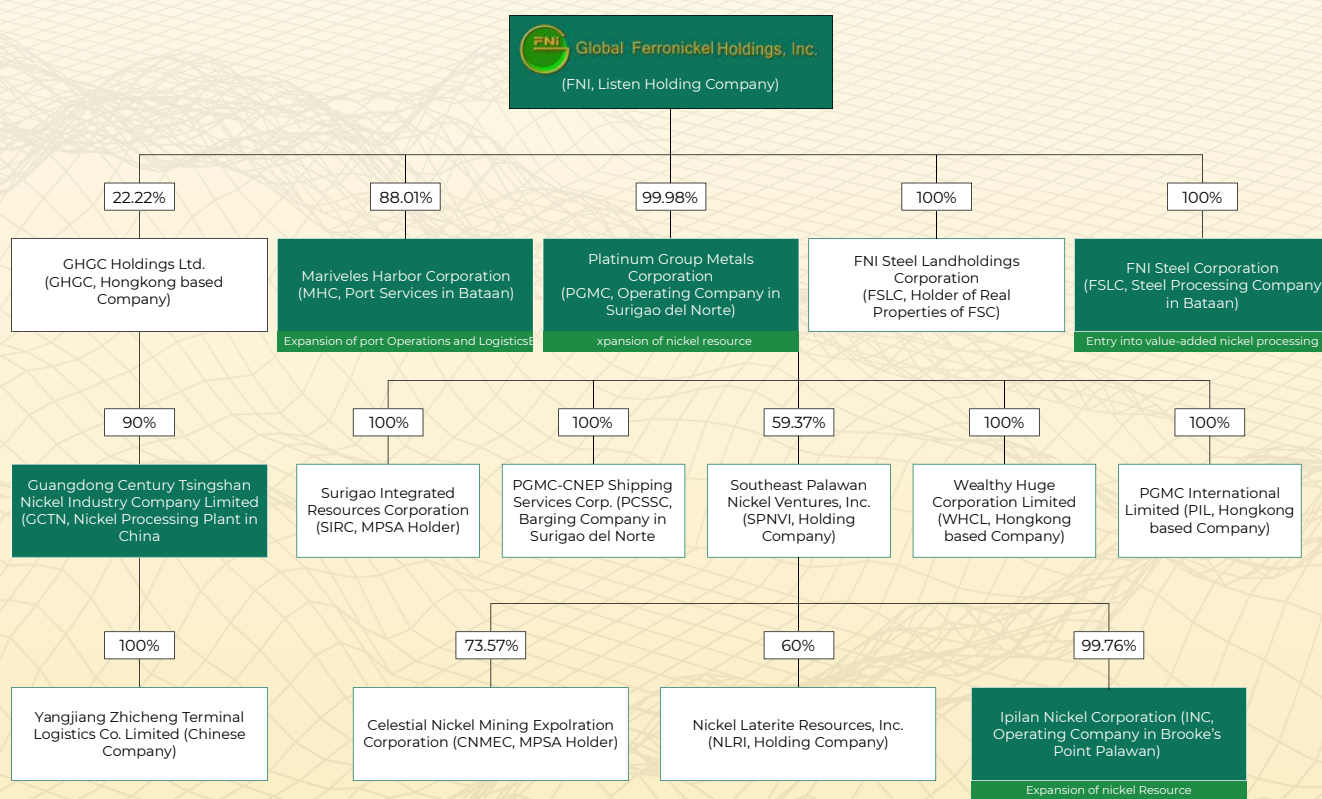 FNi Global Ferronickel Holdings, Inc.
(FNI, Listen Holding Company)
22.22%
88.01%
99.98%
100%
100%
GHGC Holdings Ltd.
(GHGC, Hongkong based
Company)
Mariveles Harbor Corporation
(MHC, Port Services in Bataan)
Expansion of port Operations and LogisticsE
Platinum Group Metals
Corporation
(PGMC, Operating Company in
Surigao del Norte)
xpansion of nickel resource
FNI Steel Landholdings
Corporation
(FSLC, Holder of Real
Properties of FSC)
FNI Steel Corporation
(FSLC, Steel Processing Company
in Bataan)
Entry into value-added nickel processing
90%
100%
100%
59.37%
100%
100%
Guangdong Century Tsingshan
Nickel Industry Company Limited
(GCTN, Nickel Processing Plant in
China
Surigao Integrated
Resources Corporation
(SIRC, MPSA Holder)
PGMC-CNEP Shipping
Services Corp. (PCSSC,
Barging Company in
Surigao del Norte
Southeast Palawan
Nickel Ventures, Inc.
(SPNVI, Holding
Company)
Wealthy Huge
Corporation Limited
(WHCL, Hongkong
based Company)
PGMC International
Limited (PIL, Hongkong
based Company)
100%
73.57%
60%
99.76%
Yangjiang Zhicheng Terminal
Logistics Co. Limited (Chinese
Company)
Celestial Nickel Mining Expolration
Corporation (CNMEC, MPSA Holder)
Nickel Laterite Resources, Inc.
(NLRI, Holding Company)
Ipilan Nickel Corporation (INC,
Operating Company in Brooke's
Point Palawan)
Expansion of nickel Resource